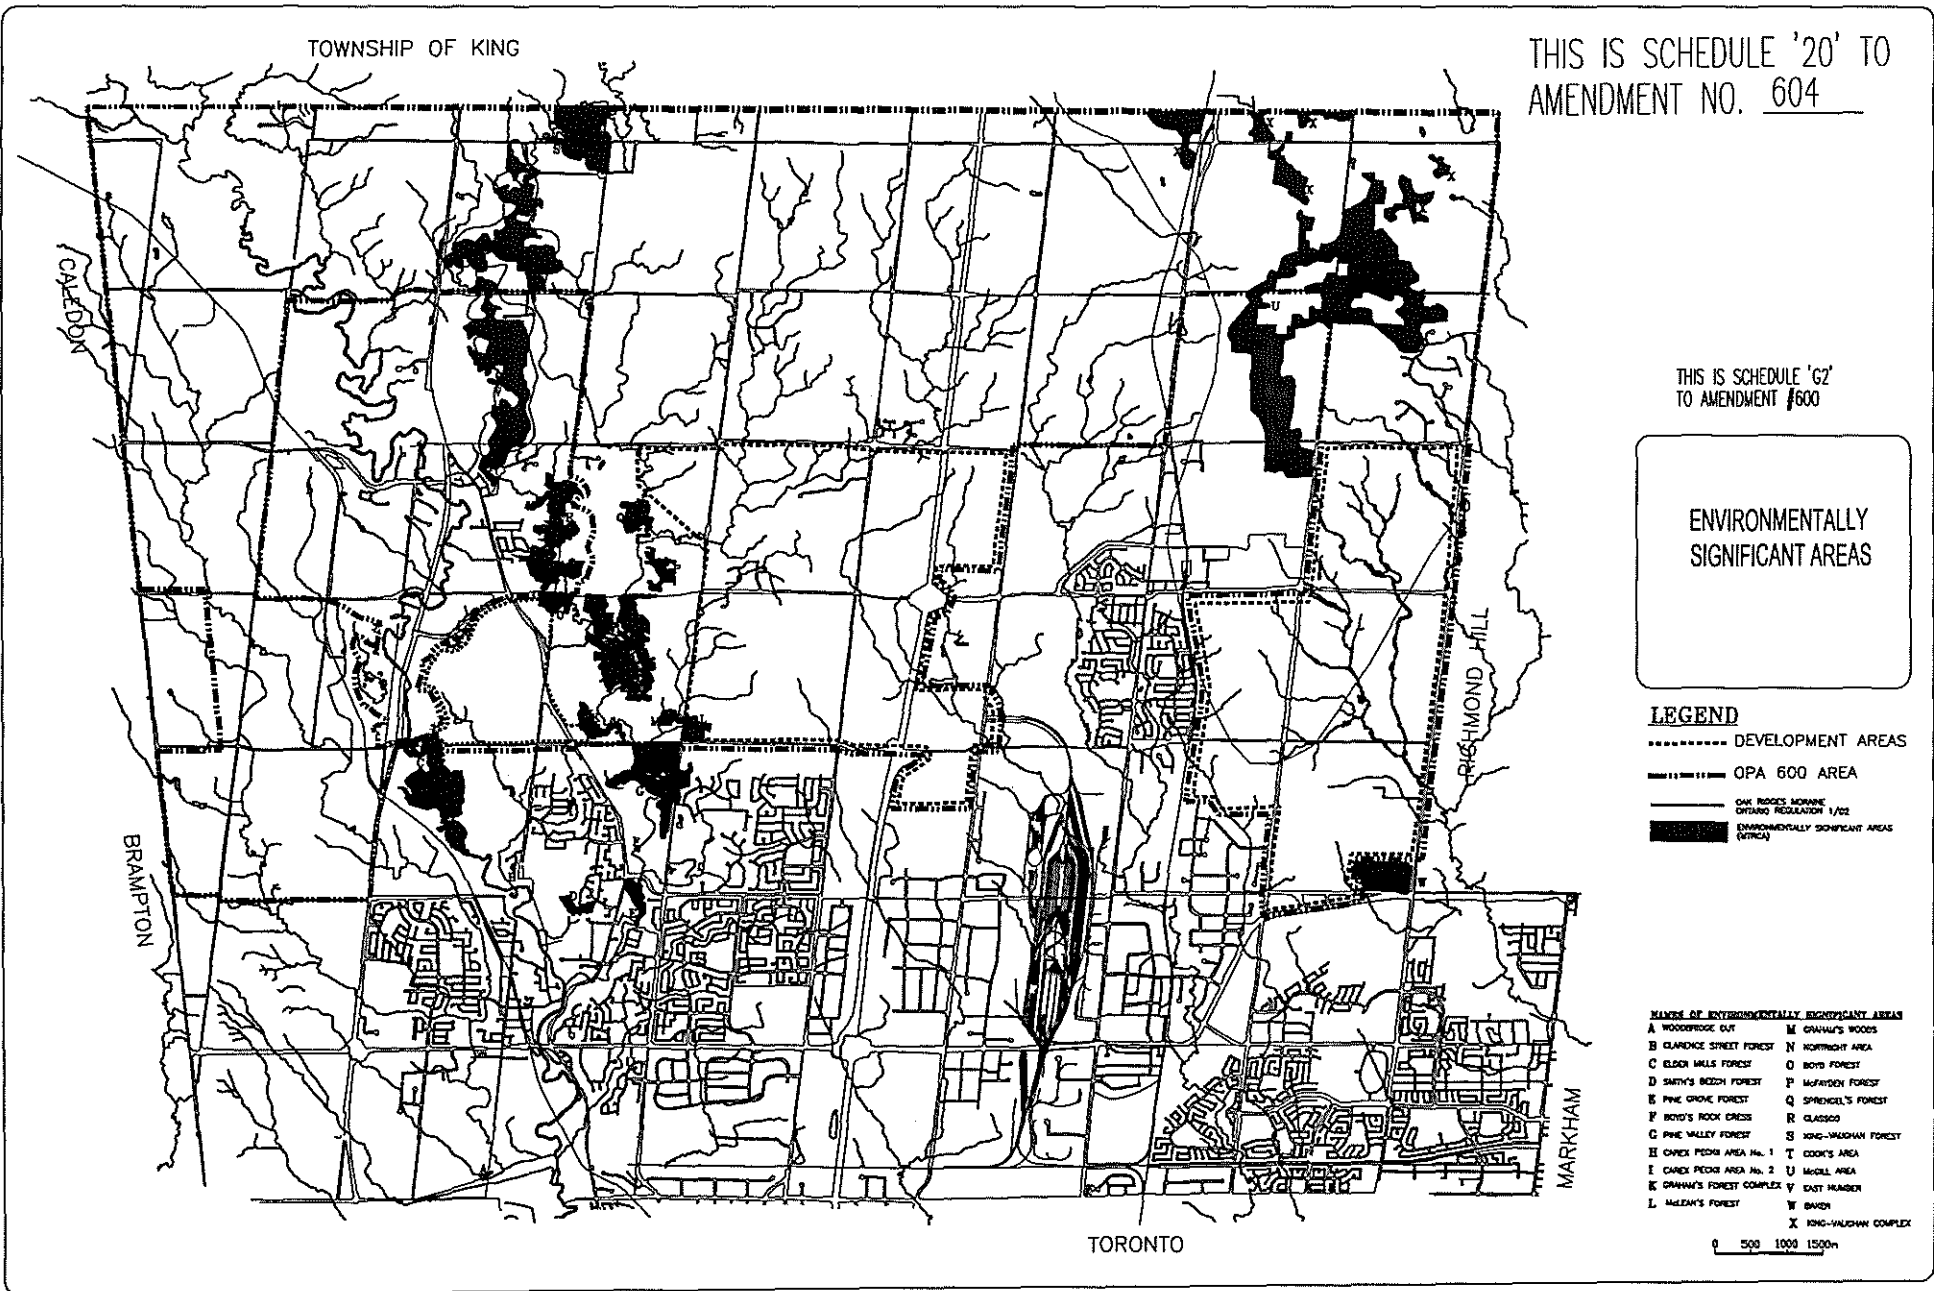 TOWNSHIP OF KING
THIS IS SCHEDULE '20' TO
AMENDMENT NO. 604
CALEDON
BRAMPTON
RICHMOND HILL
MARKHAM
TORONTO
THIS IS SCHEDULE 'G2'
TO AMENDMENT #600
ENVIRONMENTALLY
SIGNIFICANT AREAS
LEGEND
DEVELOPMENT AREAS
OPA 600 AREA
OAK RIDGES MORAINE
ONTARIO REGULATION 1/02
ENVIRONMENTALLY SIGNIFICANT AREAS
(MTRCA)
NAMES OF ENVIRONMENTALLY SIGNIFICANT AREAS
A WOODBRIDGE CUT
B CLARENCE STREET FOREST
C ELDER MILLS FOREST
D SMITH'S BEECH FOREST
E PINE GROVE FOREST
F BOYD'S ROCK CRESS
G PINE VALLEY FOREST
H CAREX PECKII AREA No. 1
I CAREX PECKII AREA No. 2
K GRAHAM'S FOREST COMPLEX
L McLEAN'S FOREST
M GRAHAM'S WOODS
N KORTRIGHT AREA
O BOYD FOREST
P McFAYDEN FOREST
Q SPRENGEL'S FOREST
R GLASSCO
S KING-VAUGHAN FOREST
T COOK'S AREA
U McGILL AREA
V EAST HUMBER
W BAKER
X KING-VAUGHAN COMPLEX
0 500 1000 1500m